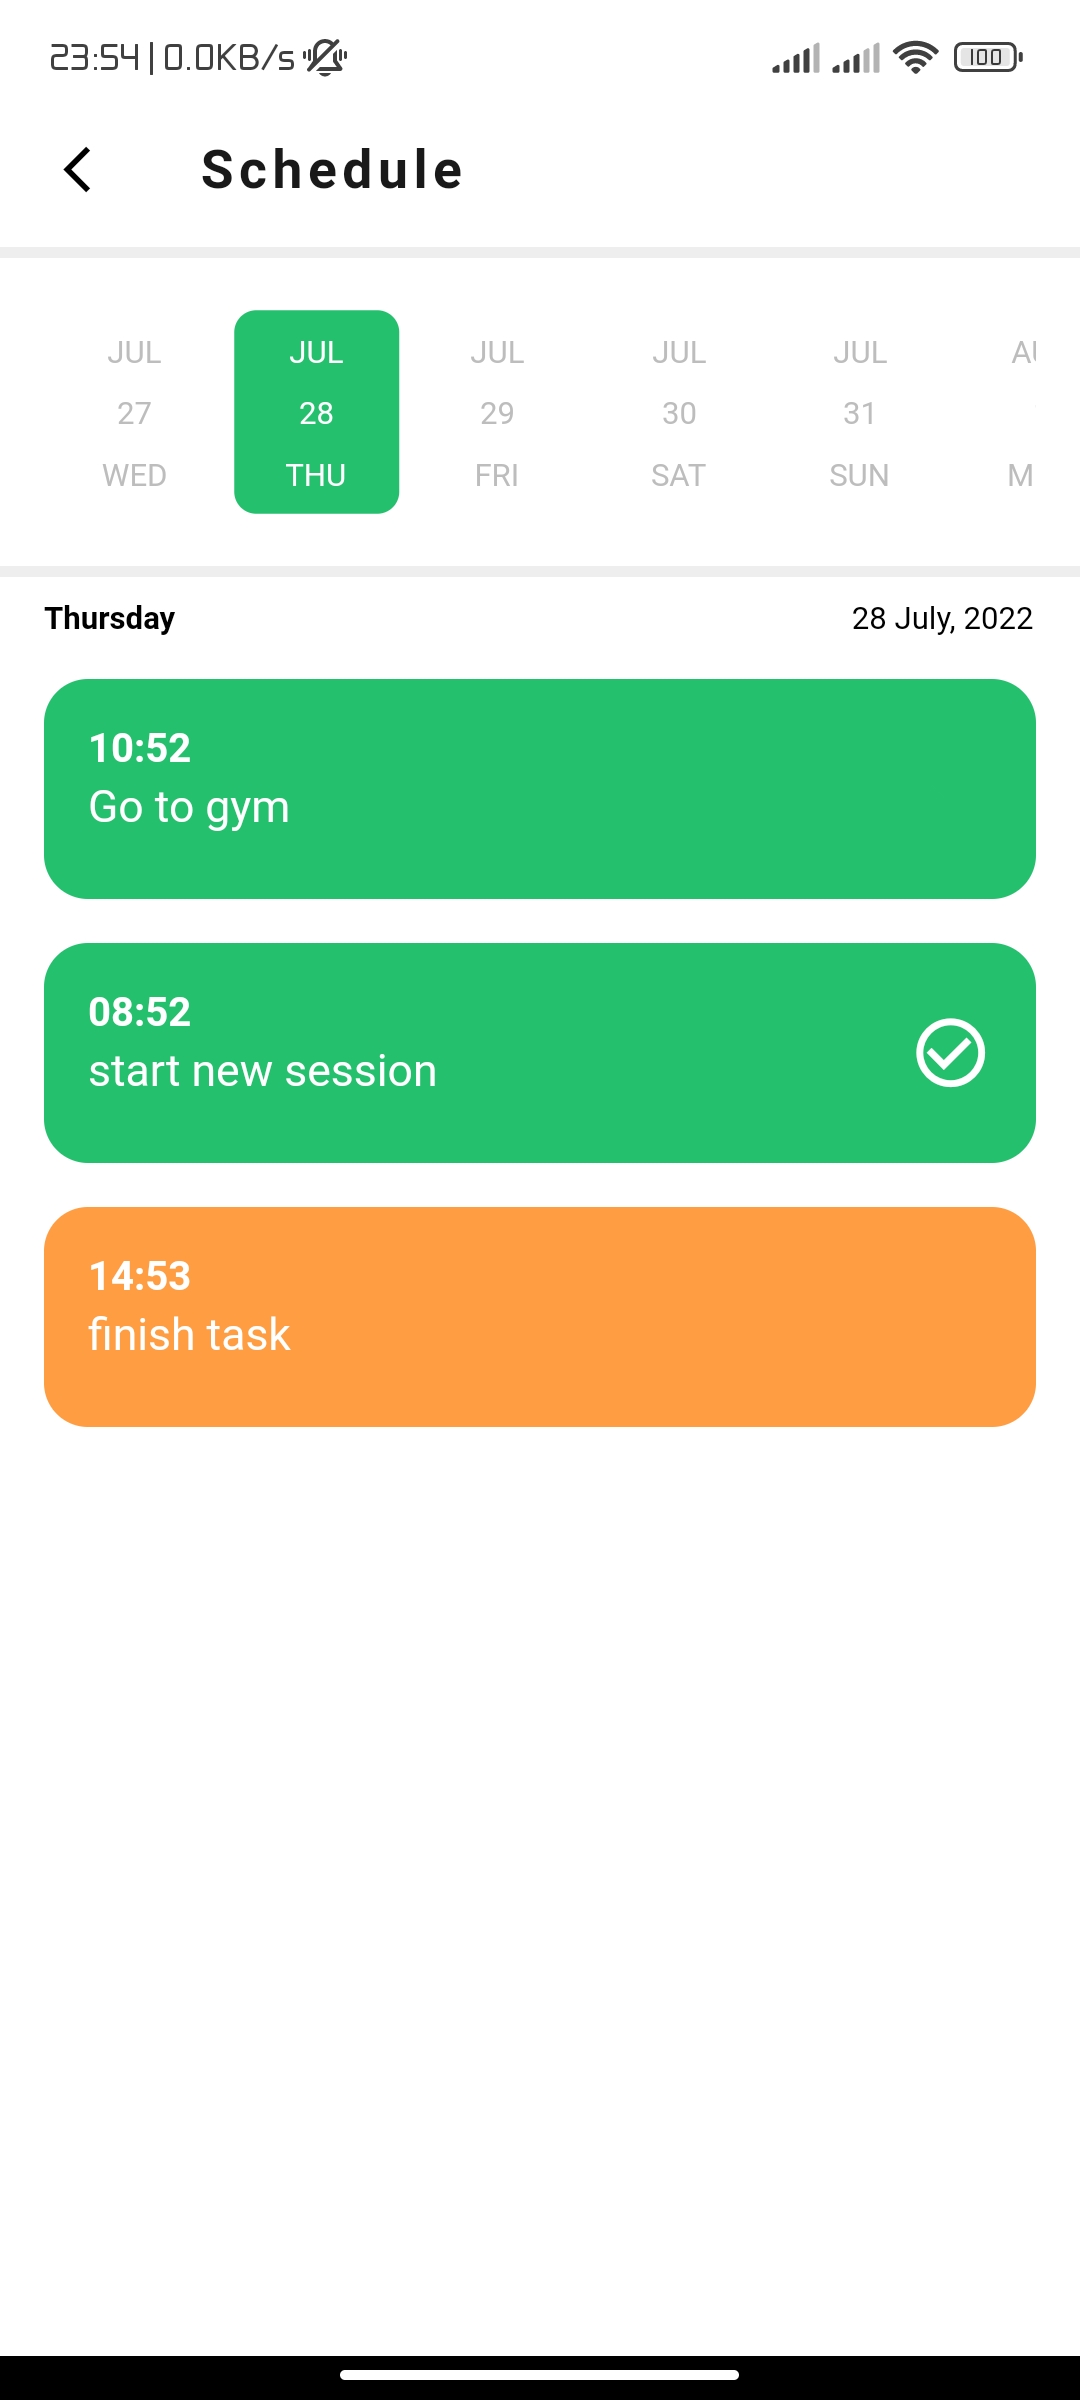 23:54 | 0.0KB/s
100
Schedule
JUL JUL JUL JUL JUL
27 28 29 30 31
WED THU FRI SAT SUN M
Thursday 28 July, 2022
10:52
Go to gym
08:52
start new session
14:53
finish task